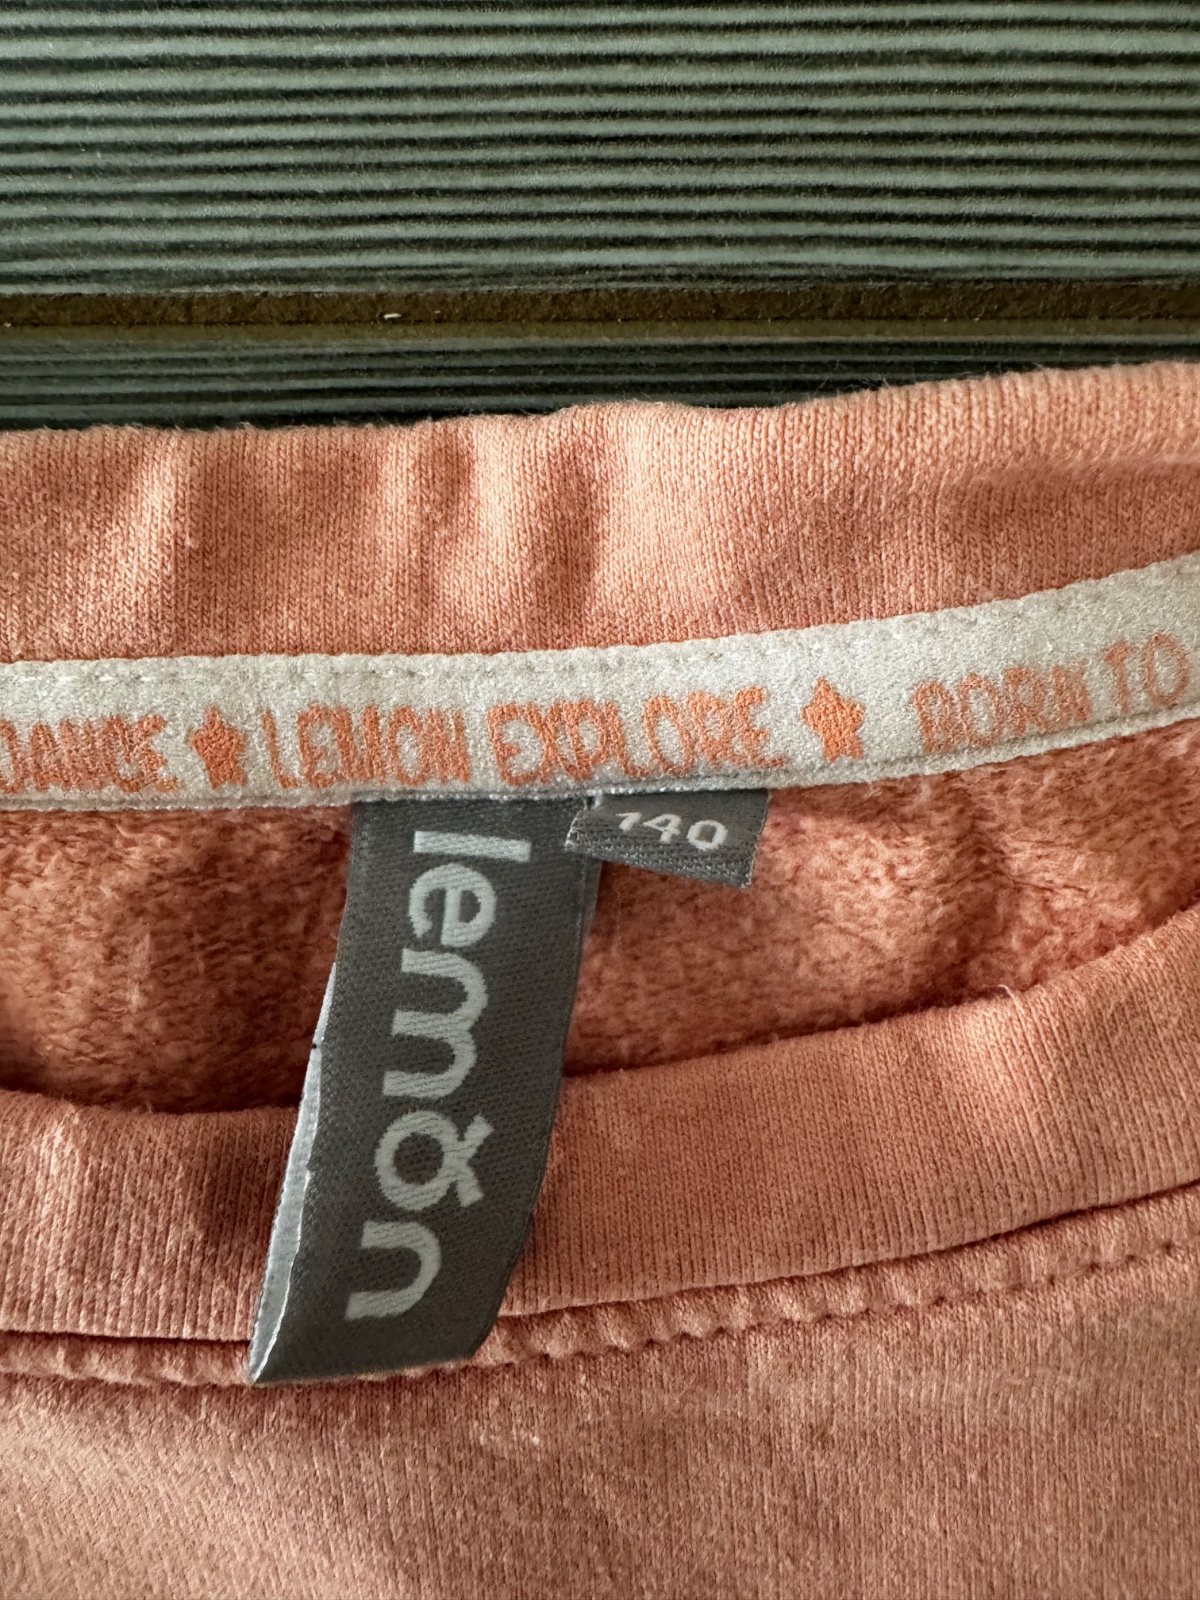 DANCE ★ LEMON EXPLORE ★ BORN TO
140
lemon